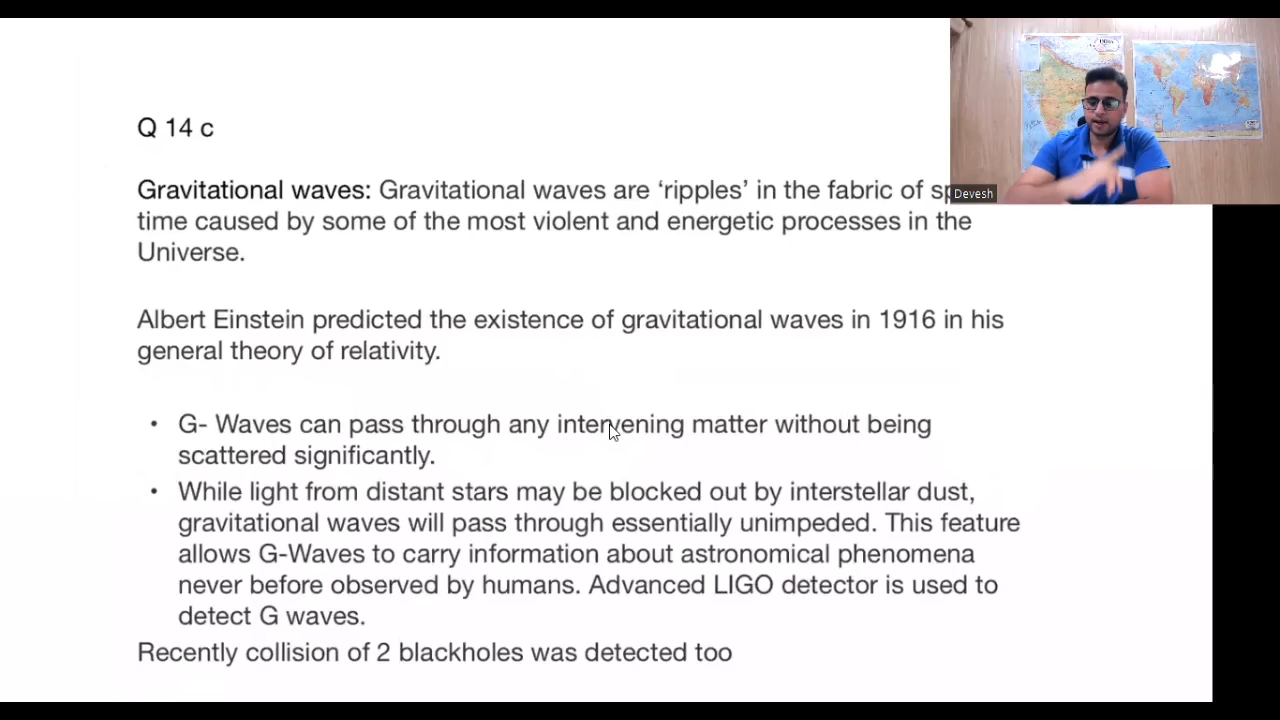 Q 14 c
Devesh
Gravitational waves: Gravitational waves are ‘ripples’ in the fabric of
time caused by some of the most violent and energetic processes in the
Universe.
Albert Einstein predicted the existence of gravitational waves in 1916 in his
general theory of relativity.
• G- Waves can pass through any intervening matter without being
scattered significantly.
• While light from distant stars may be blocked out by interstellar dust,
gravitational waves will pass through essentially unimpeded. This feature
allows G-Waves to carry information about astronomical phenomena
never before observed by humans. Advanced LIGO detector is used to
detect G waves.
Recently collision of 2 blackholes was detected too